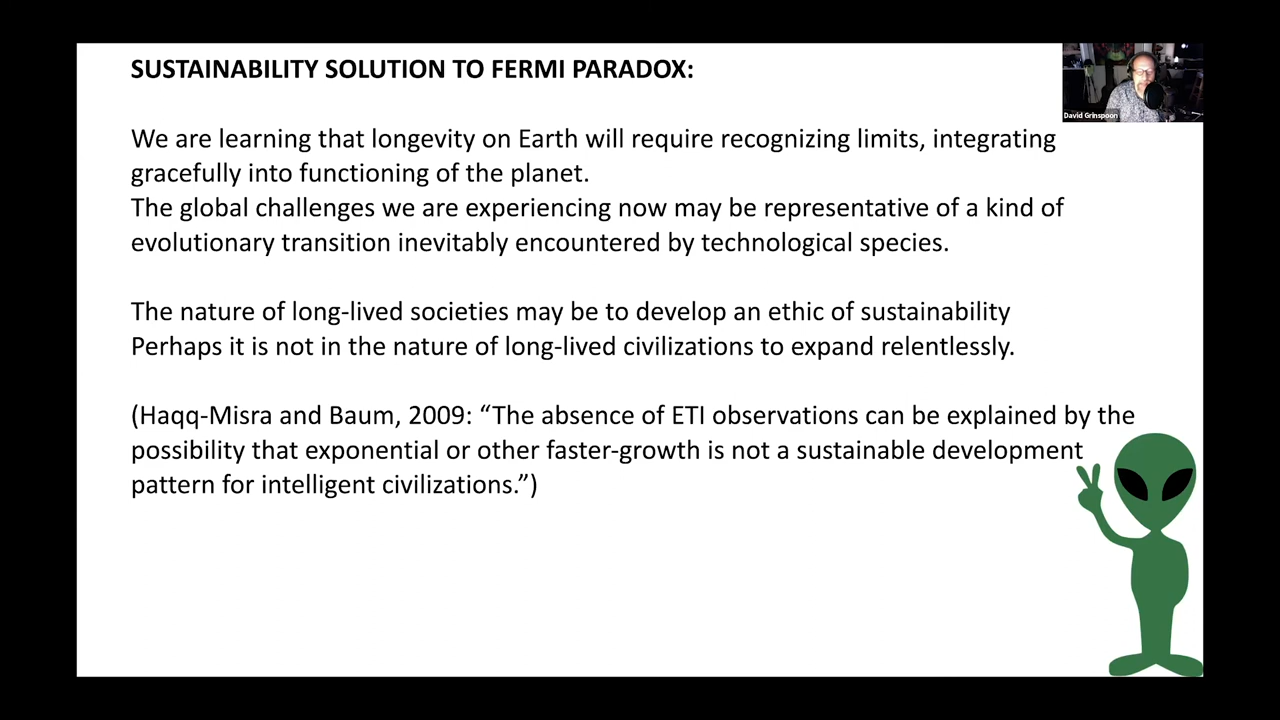 SUSTAINABILITY SOLUTION TO FERMI PARADOX:
David Grinspoon
We are learning that longevity on Earth will require recognizing limits, integrating
gracefully into functioning of the planet.
The global challenges we are experiencing now may be representative of a kind of
evolutionary transition inevitably encountered by technological species.
The nature of long-lived societies may be to develop an ethic of sustainability
Perhaps it is not in the nature of long-lived civilizations to expand relentlessly.
(Haqq-Misra and Baum, 2009: “The absence of ETI observations can be explained by the
possibility that exponential or other faster-growth is not a sustainable development
pattern for intelligent civilizations.”)